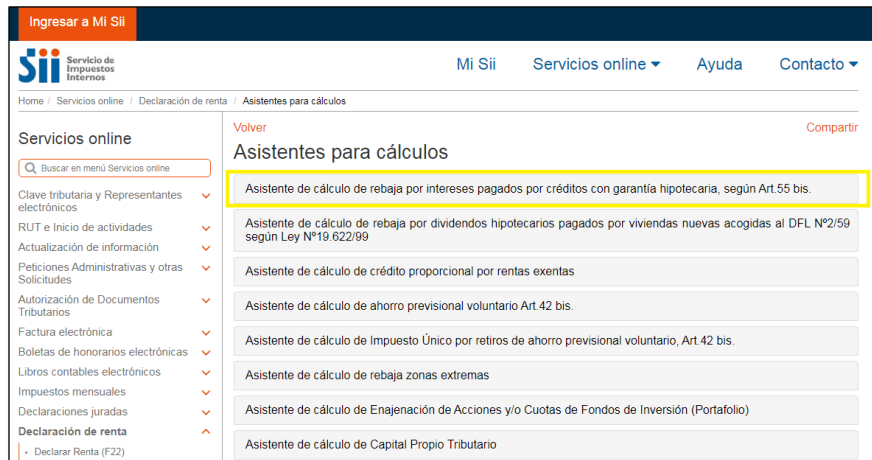 Ingresar a Mi Sii
Sii Servicio de
Impuestos
Internos
Mi Sii Servicios online Ayuda Contacto
Home / Servicios online / Declaración de renta / Asistentes para cálculos
Servicios online
Buscar en menú Servicios online
Clave tributaria y Representantes
electrónicos
RUT e Inicio de actividades
Actualización de información
Peticiones Administrativas y otras
Solicitudes
Autorización de Documentos
Tributarios
Factura electrónica
Boletas de honorarios electrónicas
Libros contables electrónicos
Impuestos mensuales
Declaraciones juradas
Declaración de renta
• Declarar Renta (F22)
Volver
Compartir
Asistentes para cálculos
Asistente de cálculo de rebaja por intereses pagados por créditos con garantía hipotecaria, según Art.55 bis.
Asistente de cálculo de rebaja por dividendos hipotecarios pagados por viviendas nuevas acogidas al DFL Nº2/59
según Ley Nº19.622/99
Asistente de cálculo de crédito proporcional por rentas exentas
Asistente de cálculo de ahorro previsional voluntario Art.42 bis.
Asistente de cálculo de Impuesto Único por retiros de ahorro previsional voluntario, Art.42 bis.
Asistente de cálculo de rebaja zonas extremas
Asistente de cálculo de Enajenación de Acciones y/o Cuotas de Fondos de Inversión (Portafolio)
Asistente de cálculo de Capital Propio Tributario